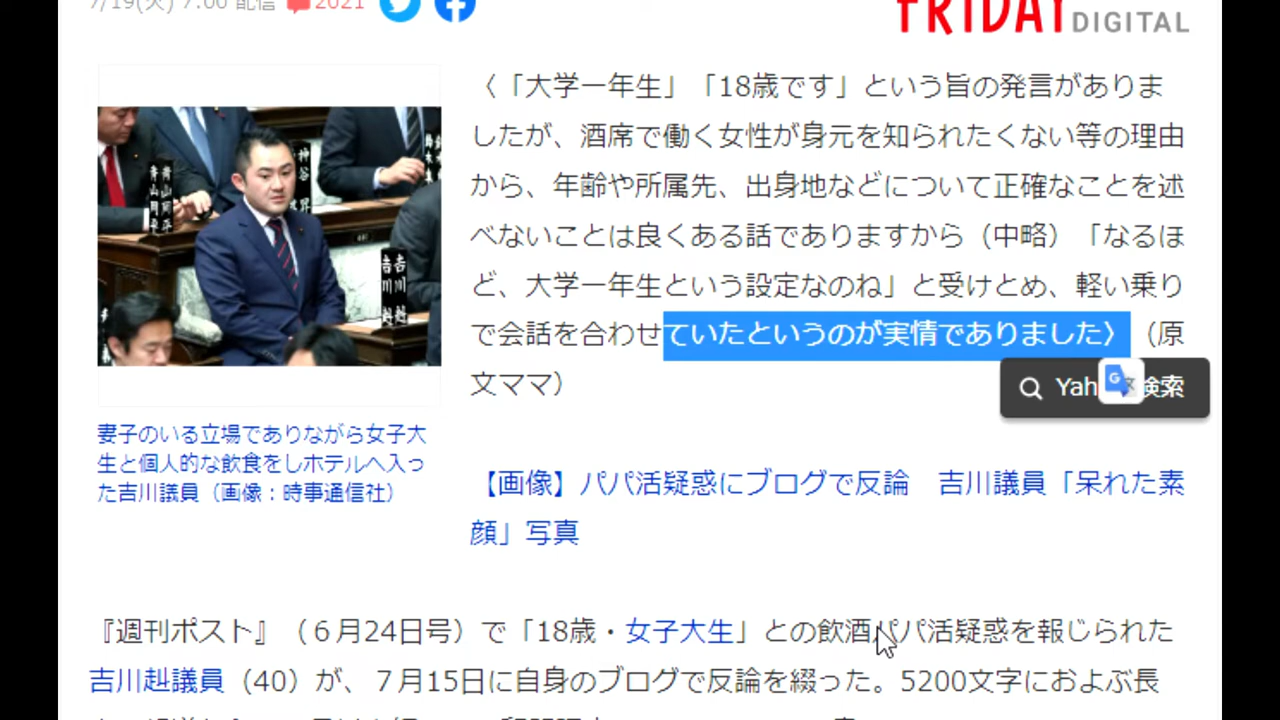 7/19(火) 7:00 配信 2021
FRIDAY DIGITAL
〈「大学一年生」「18歳です」という旨の発言がありま
したが、酒席で働く女性が身元を知られたくない等の理由
から、年齢や所属先、出身地などについて正確なことを述
べないことは良くある話でありますから（中略）「なるほ
ど、大学一年生という設定なのね」と受けとめ、軽い乗り
で会話を合わせていたというのが実情でありました〉（原
文ママ）
検索
妻子のいる立場でありながら女子大
生と個人的な飲食をしホテルへ入っ
た吉川議員（画像：時事通信社）
【画像】パパ活疑惑にブログで反論　吉川議員「呆れた素
顔」写真
『週刊ポスト』（６月24日号）で「18歳・女子大生」との飲酒パパ活疑惑を報じられた
吉川赳議員（40）が、７月15日に自身のブログで反論を綴った。5200文字におよぶ長